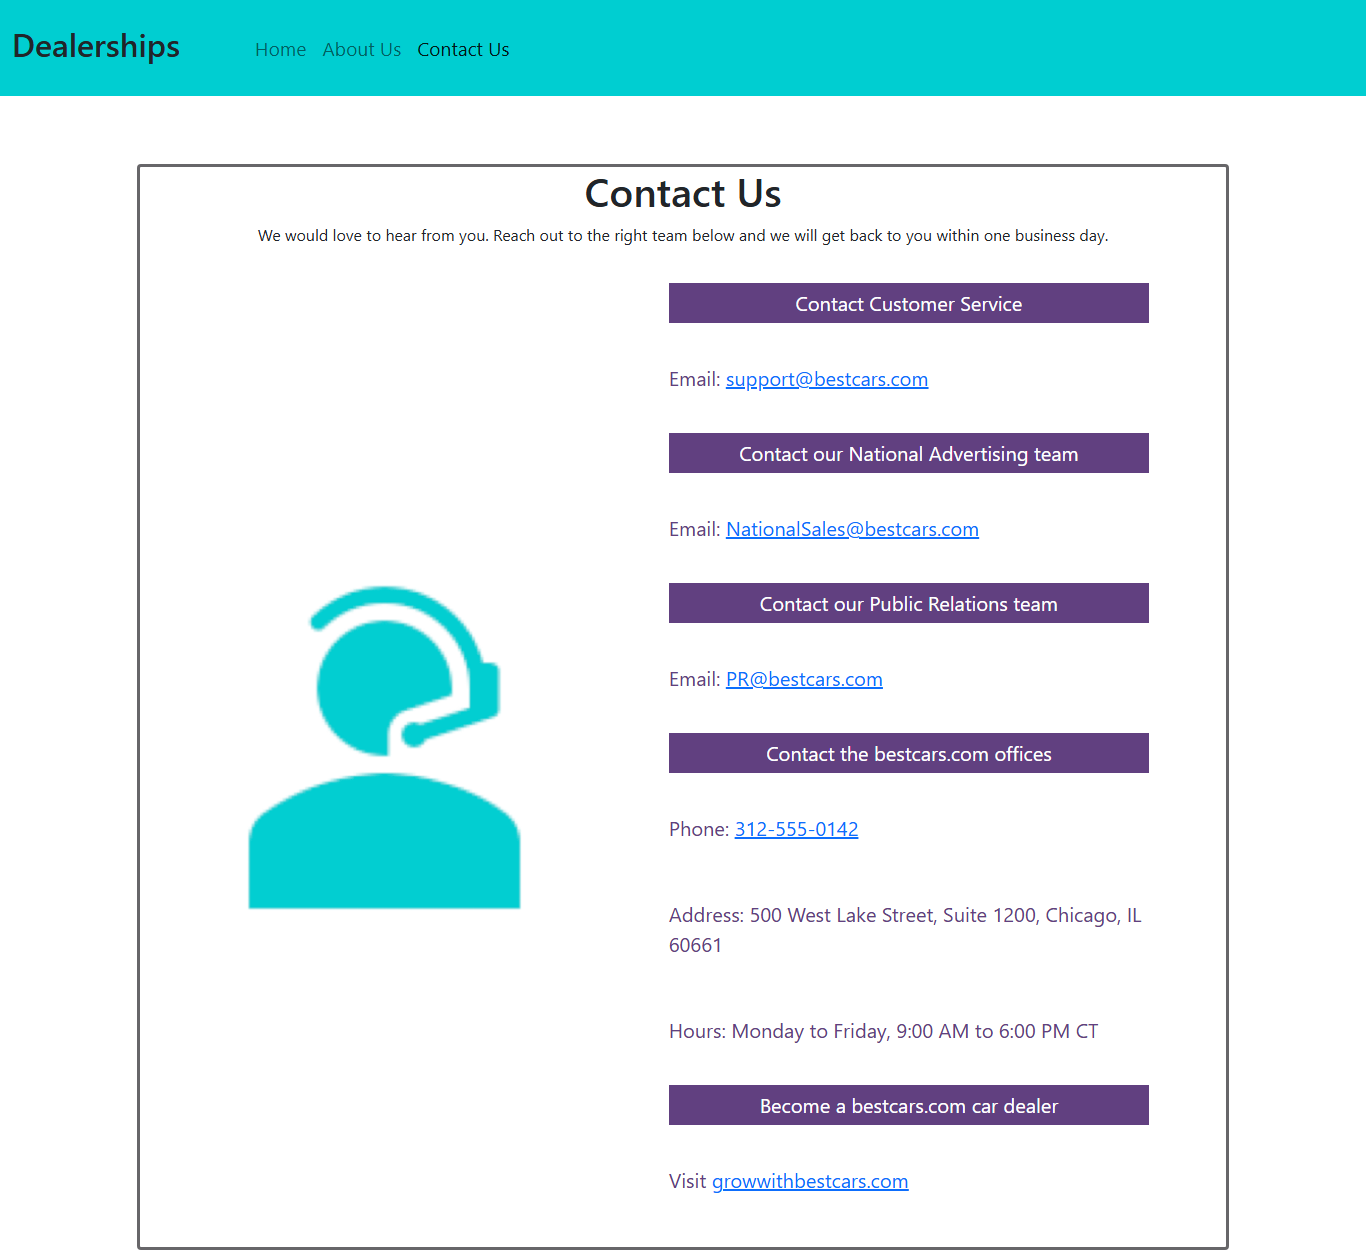 Dealerships
Home About Us Contact Us
Contact Us
We would love to hear from you. Reach out to the right team below and we will get back to you within one business day.
Contact Customer Service
Email: support@bestcars.com
Contact our National Advertising team
Email: NationalSales@bestcars.com
Contact our Public Relations team
Email: PR@bestcars.com
Contact the bestcars.com offices
Phone: 312-555-0142
Address: 500 West Lake Street, Suite 1200, Chicago, IL
60661
Hours: Monday to Friday, 9:00 AM to 6:00 PM CT
Become a bestcars.com car dealer
Visit growwithbestcars.com